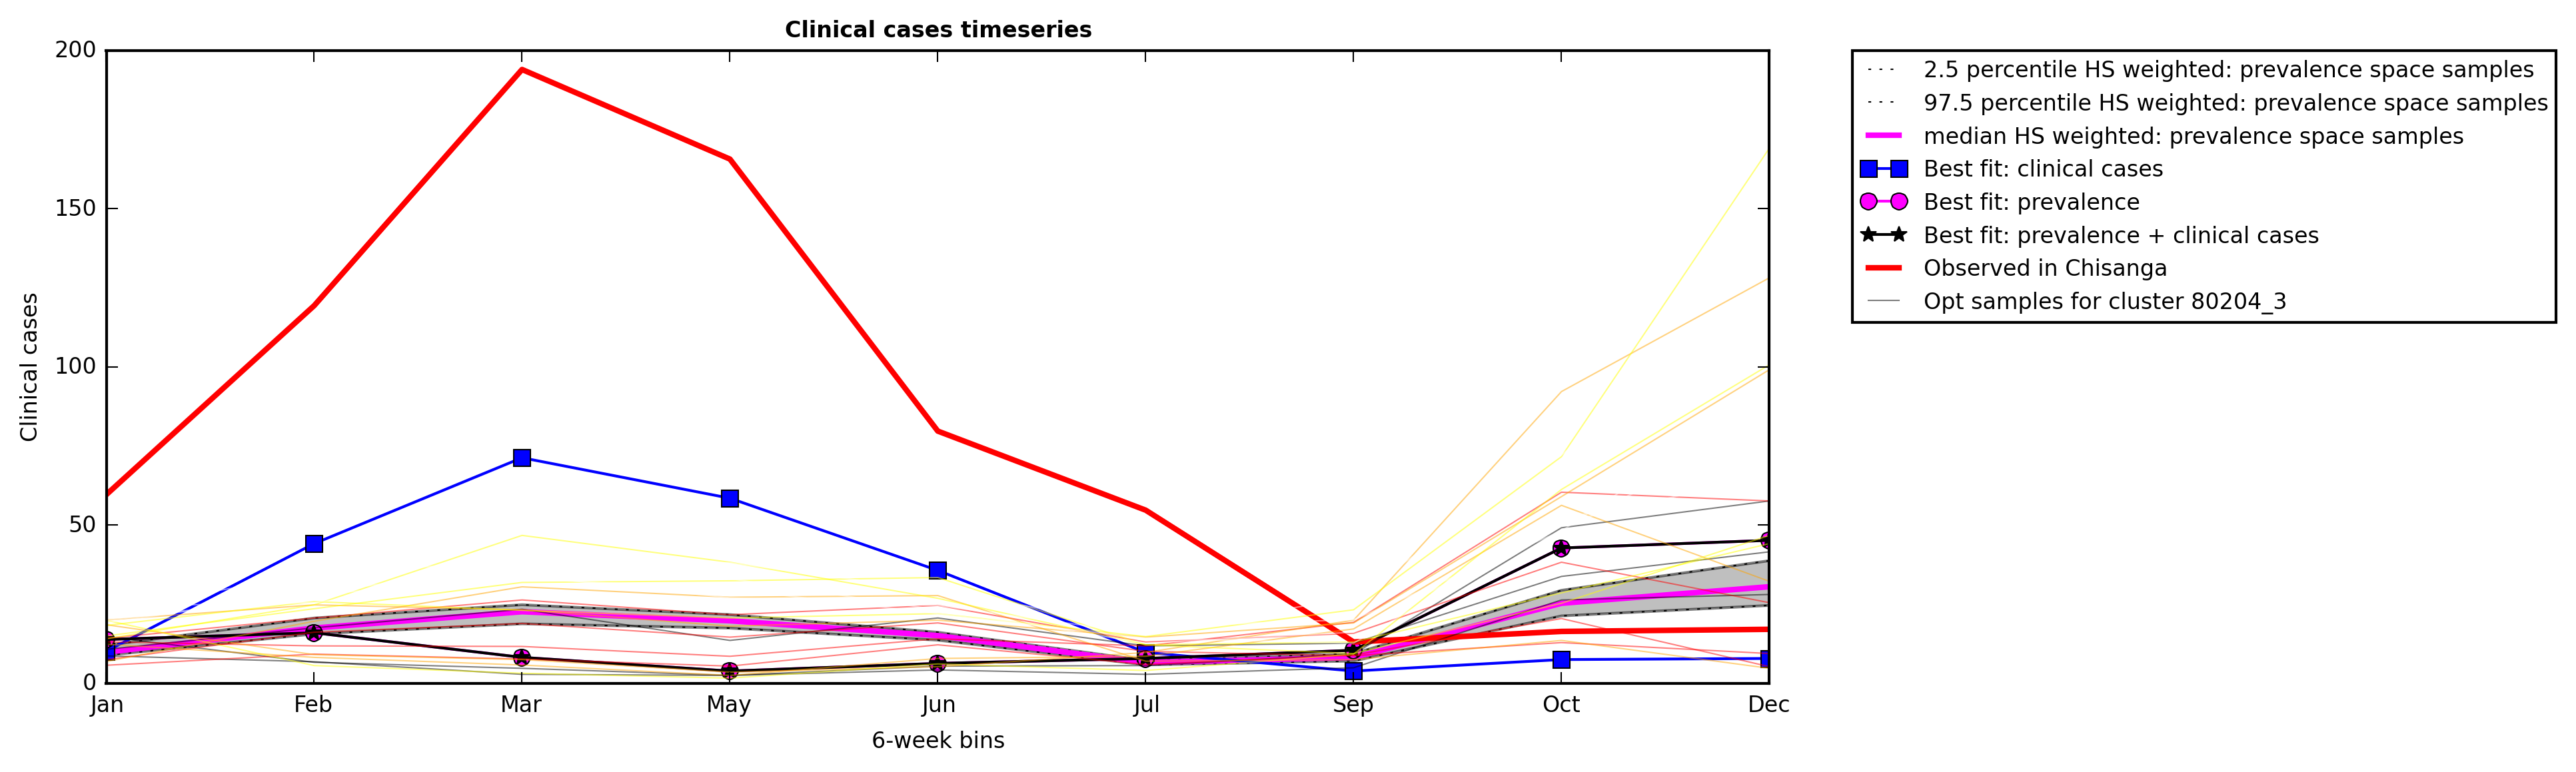 Clinical cases timeseries
200
150
100
50
0
Clinical cases
Jan Feb Mar May Jun Jul Sep Oct Dec
6-week bins
2.5 percentile HS weighted: prevalence space samples
97.5 percentile HS weighted: prevalence space samples
median HS weighted: prevalence space samples
Best fit: clinical cases
Best fit: prevalence
Best fit: prevalence + clinical cases
Observed in Chisanga
Opt samples for cluster 80204_3